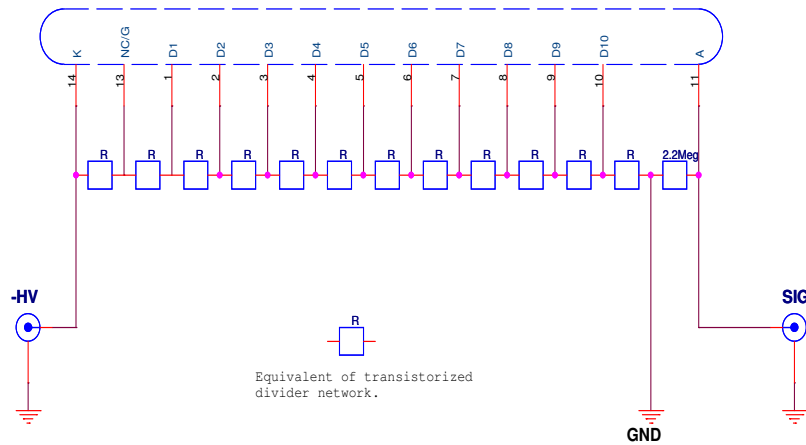 K NC/G D1 D2 D3 D4 D5 D6 D7 D8 D9 D10 A
14 13 1 2 3 4 5 6 7 8 9 10 11
R R R R R R R R R R R R 2.2Meg
-HV
SIG
R
Equivalent of transistorized
divider network.
GND